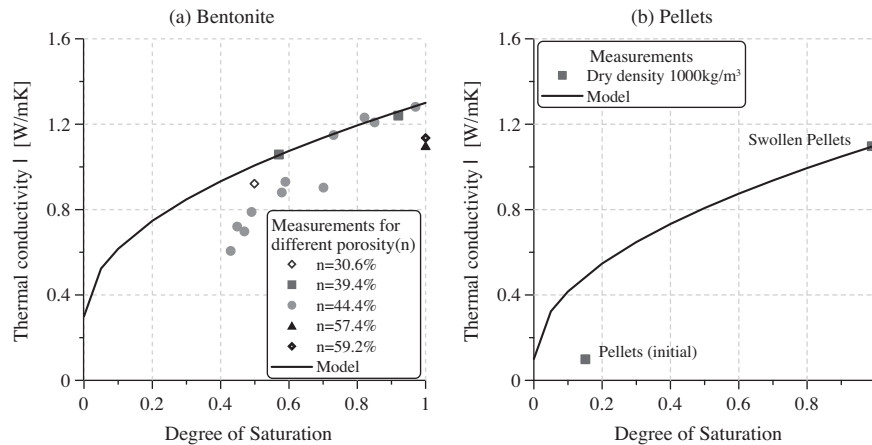 (a) Bentonite
Thermal conductivity l [W/mK]
1.6
1.2
0.8
0.4
0
0
0.2
0.4
0.6
0.8
1
Degree of Saturation
Measurements for
different porosity(n)
n=30.6%
n=39.4%
n=44.4%
n=57.4%
n=59.2%
Model
(b) Pellets
Thermal conductivity l [W/mK]
1.6
1.2
0.8
0.4
0
0
0.2
0.4
0.6
0.8
Degree of Saturation
Measurements
Dry density 1000kg/m³
Model
Swollen Pellets
Pellets (initial)